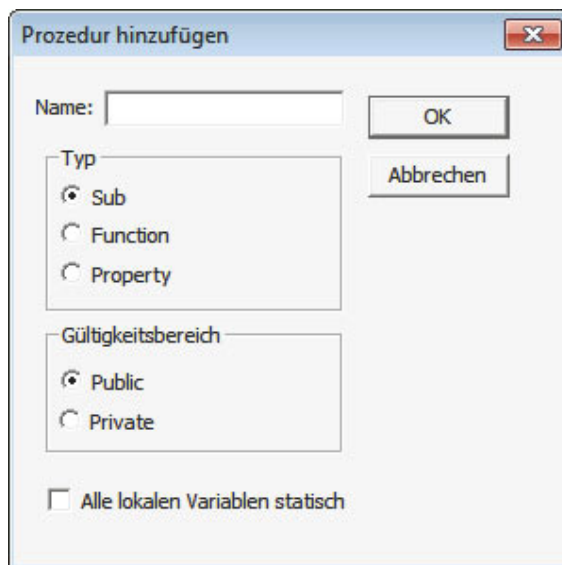 Prozedur hinzufügen
Name:
OK
Abbrechen
Typ
Sub
Function
Property
Gültigkeitsbereich
Public
Private
Alle lokalen Variablen statisch